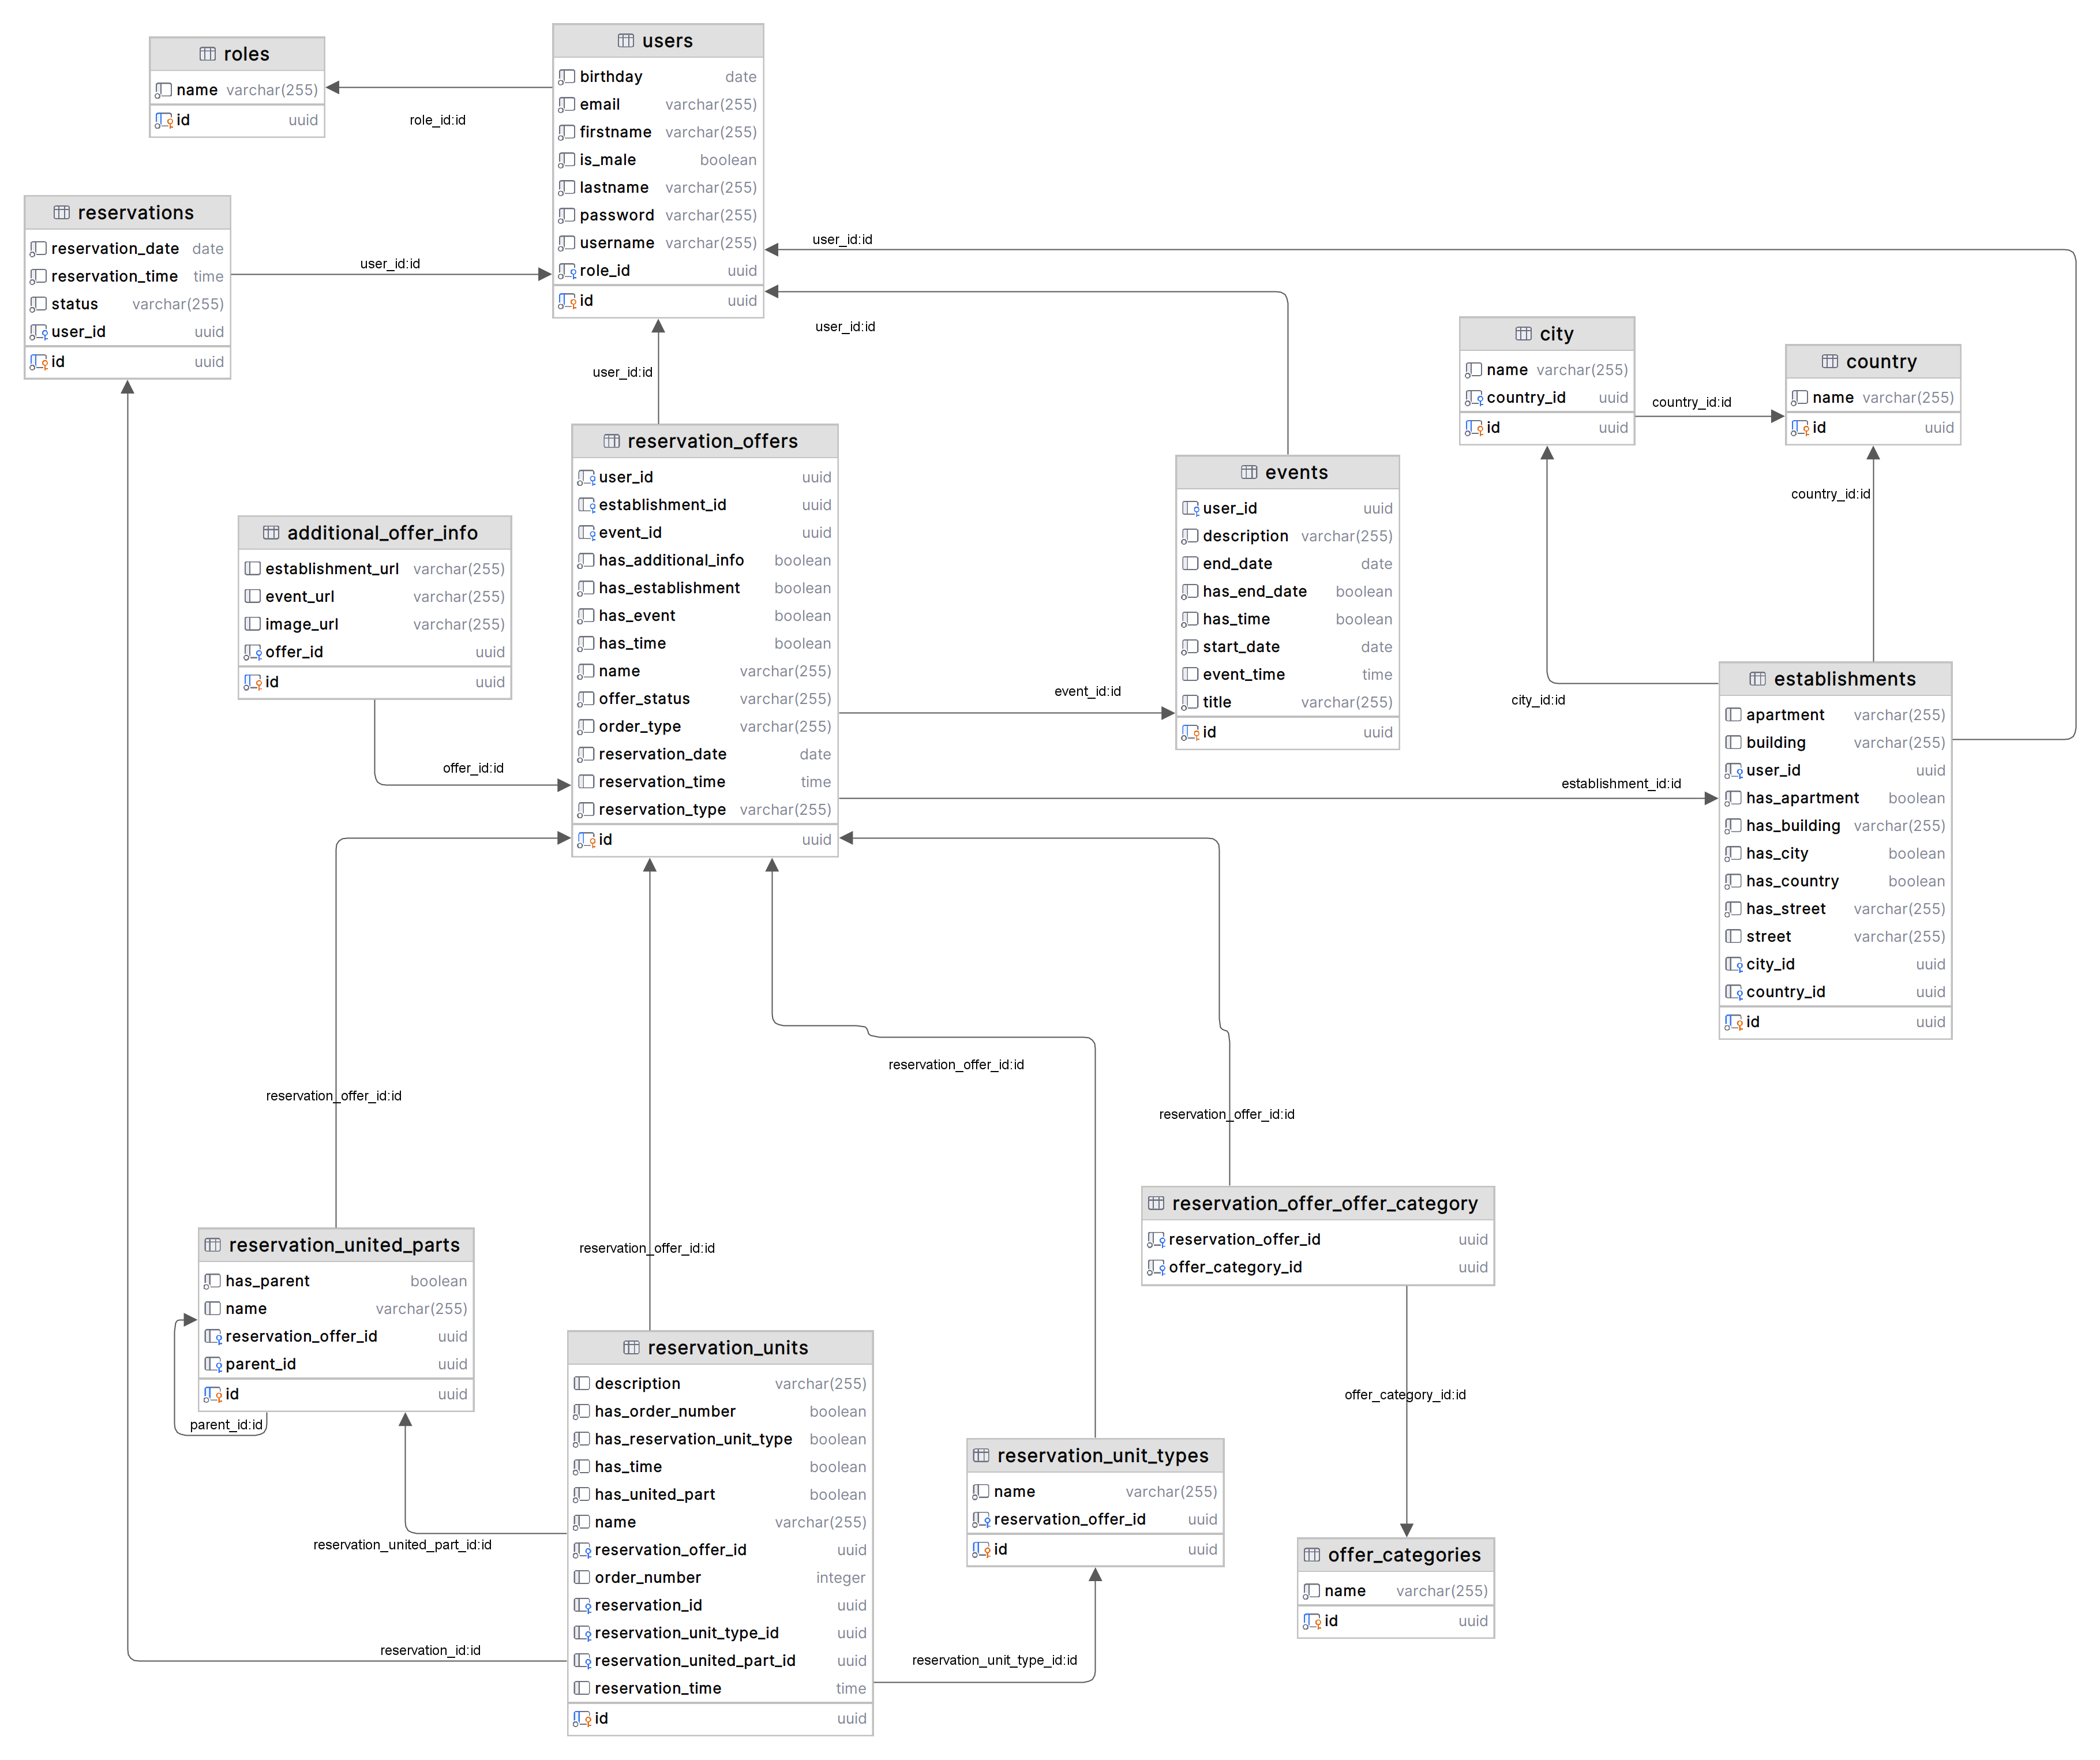 roles
name varchar(255)
id uuid
role_id:id
users
birthday date
email varchar(255)
firstname varchar(255)
is_male boolean
lastname varchar(255)
password varchar(255)
username varchar(255)
role_id uuid
id uuid
reservations
reservation_date date
reservation_time time
status varchar(255)
user_id uuid
id uuid
user_id:id
user_id:id
user_id:id
user_id:id
city
name varchar(255)
country_id uuid
id uuid
country_id:id
country
name varchar(255)
id uuid
country_id:id
reservation_offers
user_id uuid
establishment_id uuid
event_id uuid
has_additional_info boolean
has_establishment boolean
has_event boolean
has_time boolean
name varchar(255)
offer_status varchar(255)
order_type varchar(255)
reservation_date date
reservation_time time
reservation_type varchar(255)
id uuid
events
user_id uuid
description varchar(255)
end_date date
has_end_date boolean
has_time boolean
start_date date
event_time time
title varchar(255)
id uuid
additional_offer_info
establishment_url varchar(255)
event_url varchar(255)
image_url varchar(255)
offer_id uuid
id uuid
offer_id:id
event_id:id
establishment_id:id
city_id:id
establishments
apartment varchar(255)
building varchar(255)
user_id uuid
has_apartment boolean
has_building varchar(255)
has_city boolean
has_country boolean
has_street varchar(255)
street varchar(255)
city_id uuid
country_id uuid
id uuid
reservation_offer_id:id
reservation_offer_id:id
reservation_offer_id:id
reservation_offer_id:id
reservation_offer_offer_category
reservation_offer_id uuid
offer_category_id uuid
reservation_united_parts
has_parent boolean
name varchar(255)
reservation_offer_id uuid
parent_id uuid
id uuid
parent_id:id
reservation_units
description varchar(255)
has_order_number boolean
has_reservation_unit_type boolean
has_time boolean
has_united_part boolean
name varchar(255)
reservation_offer_id uuid
order_number integer
reservation_id uuid
reservation_unit_type_id uuid
reservation_united_part_id uuid
reservation_time time
id uuid
reservation_united_part_id:id
reservation_id:id
reservation_unit_type_id:id
reservation_unit_types
name varchar(255)
reservation_offer_id uuid
id uuid
offer_category_id:id
offer_categories
name varchar(255)
id uuid